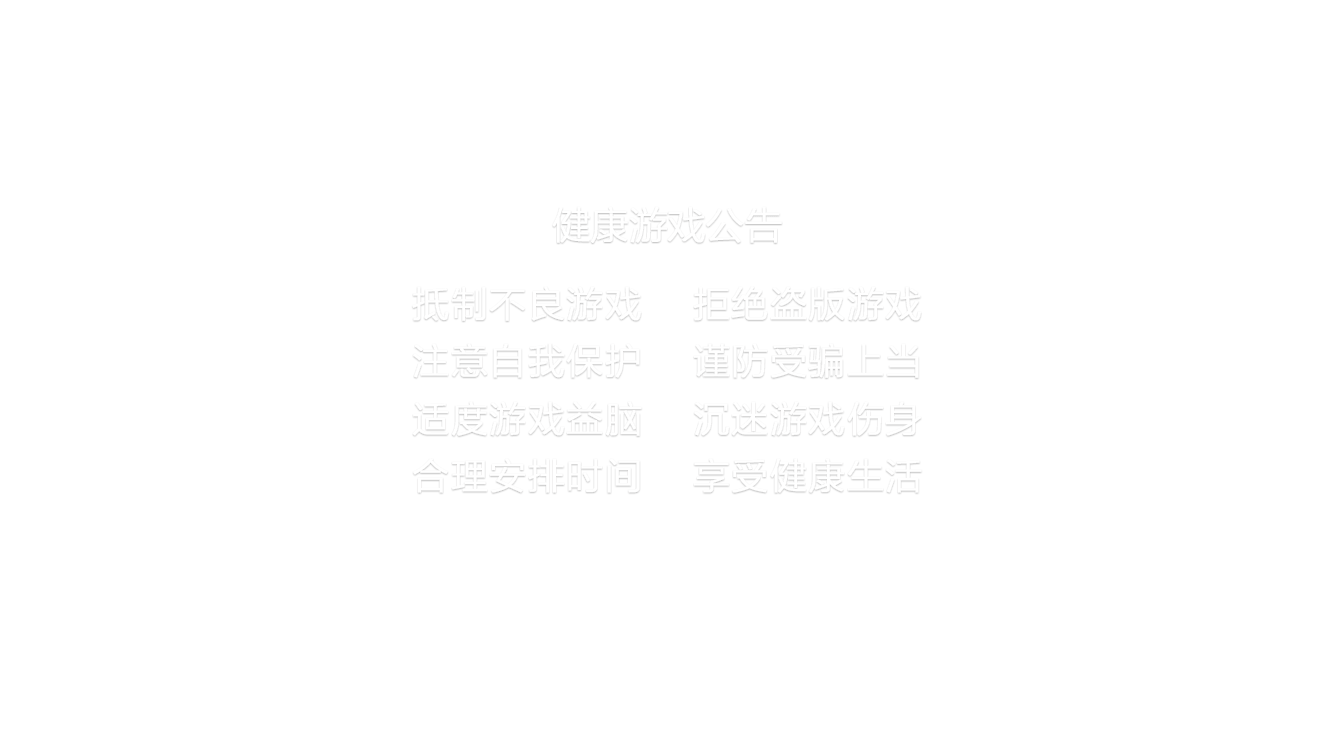 健康游戏公告
抵制不良游戏 拒绝盗版游戏
注意自我保护 谨防受骗上当
适度游戏益脑 沉迷游戏伤身
合理安排时间 享受健康生活